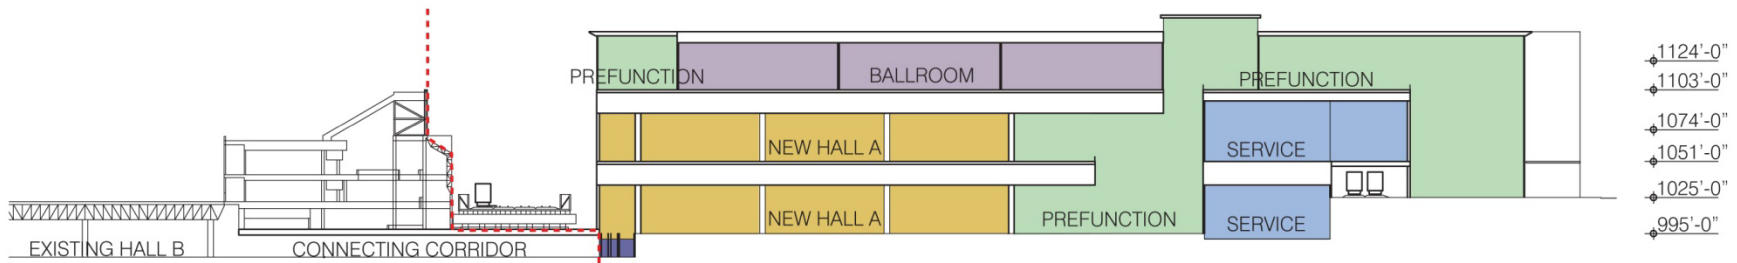 1124'-0"
PREFUNCTION
BALLROOM
PREFUNCTION
1103'-0"
1074'-0"
NEW HALL A
SERVICE
1051'-0"
1025'-0"
NEW HALL A
PREFUNCTION
SERVICE
995'-0"
EXISTING HALL B
CONNECTING CORRIDOR